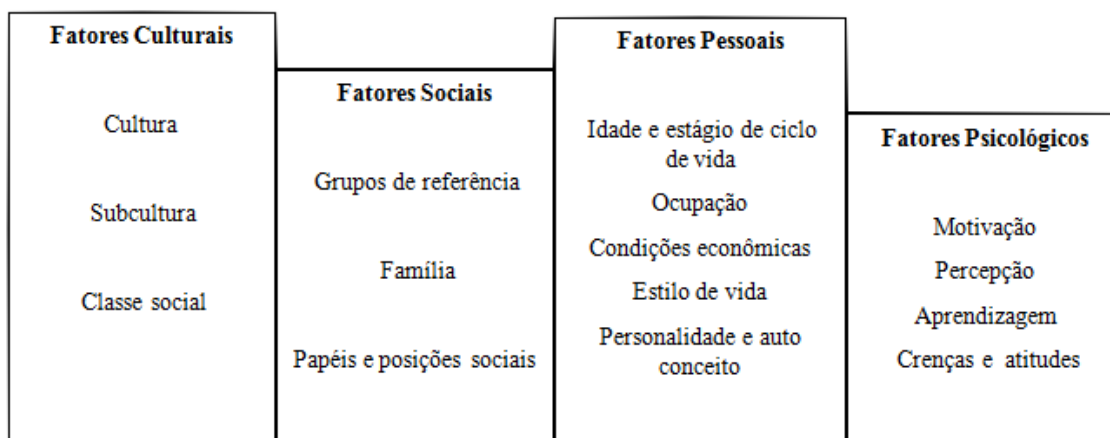 Fatores Culturais
Cultura
Subcultura
Classe social
Fatores Sociais
Grupos de referência
Família
Papéis e posições sociais
Fatores Pessoais
Idade e estágio de ciclo
de vida
Ocupação
Condições econômicas
Estilo de vida
Personalidade e auto
conceito
Fatores Psicológicos
Motivação
Percepção
Aprendizagem
Crenças e atitudes